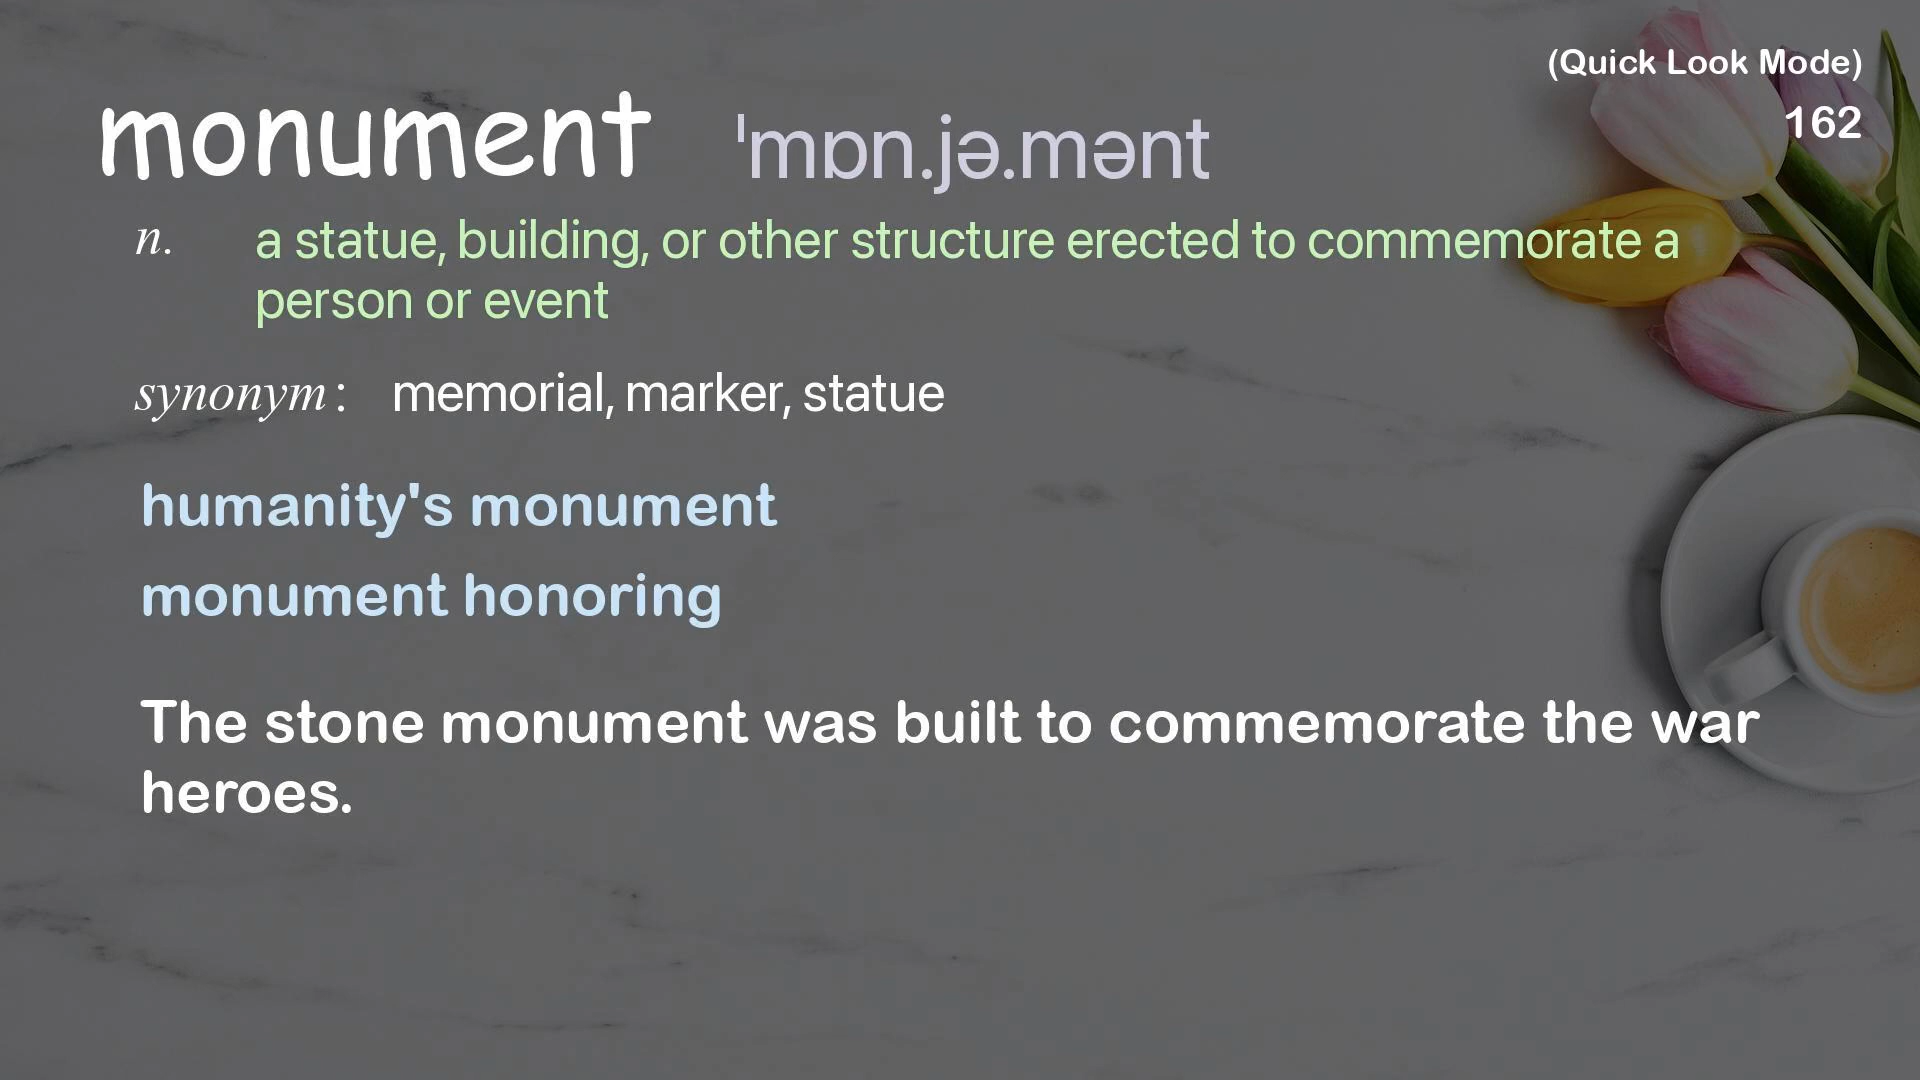 (Quick Look Mode)
162
monument ˈmɒn.jə.mənt
n. a statue, building, or other structure erected to commemorate a
person or event
synonym: memorial, marker, statue
humanity's monument
monument honoring
The stone monument was built to commemorate the war
heroes.